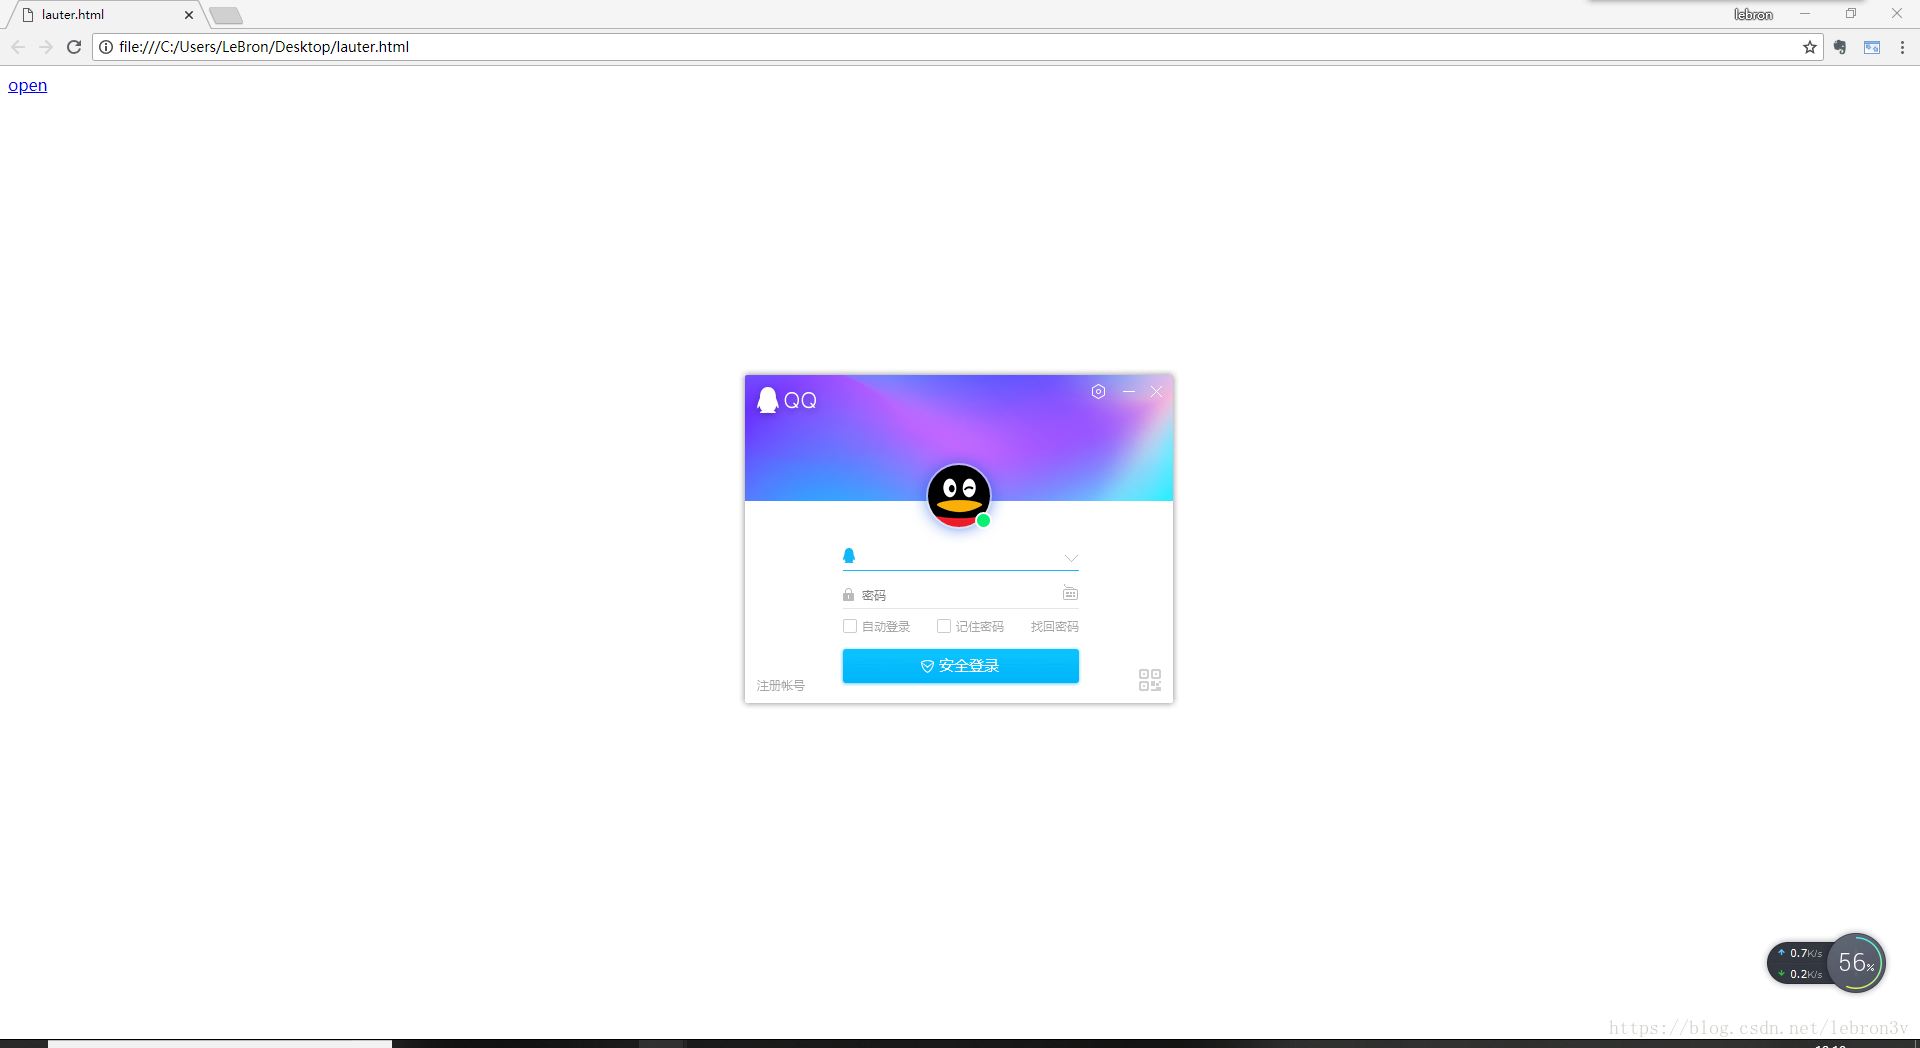 lauter.html
lebron
file:///C:/Users/LeBron/Desktop/lauter.html
open
QQ
密码
自动登录 记住密码 找回密码
安全登录
注册帐号
0.7K/s
0.2K/s
56%
https://blog.csdn.net/lebron3v